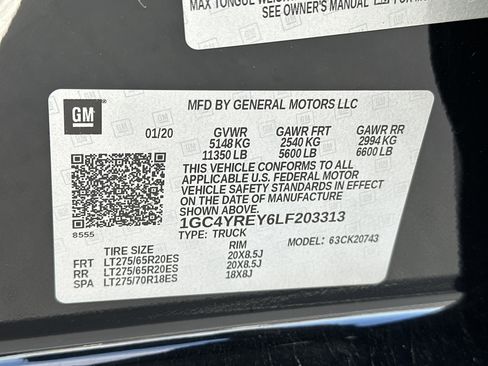 MAX TONGUE WEIGHT
SEE OWNER'S MANUAL
GM
MFD BY GENERAL MOTORS LLC
01/20 GVWR GAWR FRT GAWR RR
5148 KG 2540 KG 2994 KG
11350 LB 5600 LB 6600 LB
THIS VEHICLE CONFORMS TO ALL
APPLICABLE U.S. FEDERAL MOTOR
VEHICLE SAFETY STANDARDS IN EFFECT
ON THE DATE OF MANUFACTURE SHOWN ABOVE.
1GC4YREY6LF203313
8555
TYPE: TRUCK
TIRE SIZE RIM MODEL: 63CK20743
FRT LT275/65R20ES 20X8.5J
RR LT275/65R20ES 20X8.5J
SPA LT275/70R18ES 18X8J